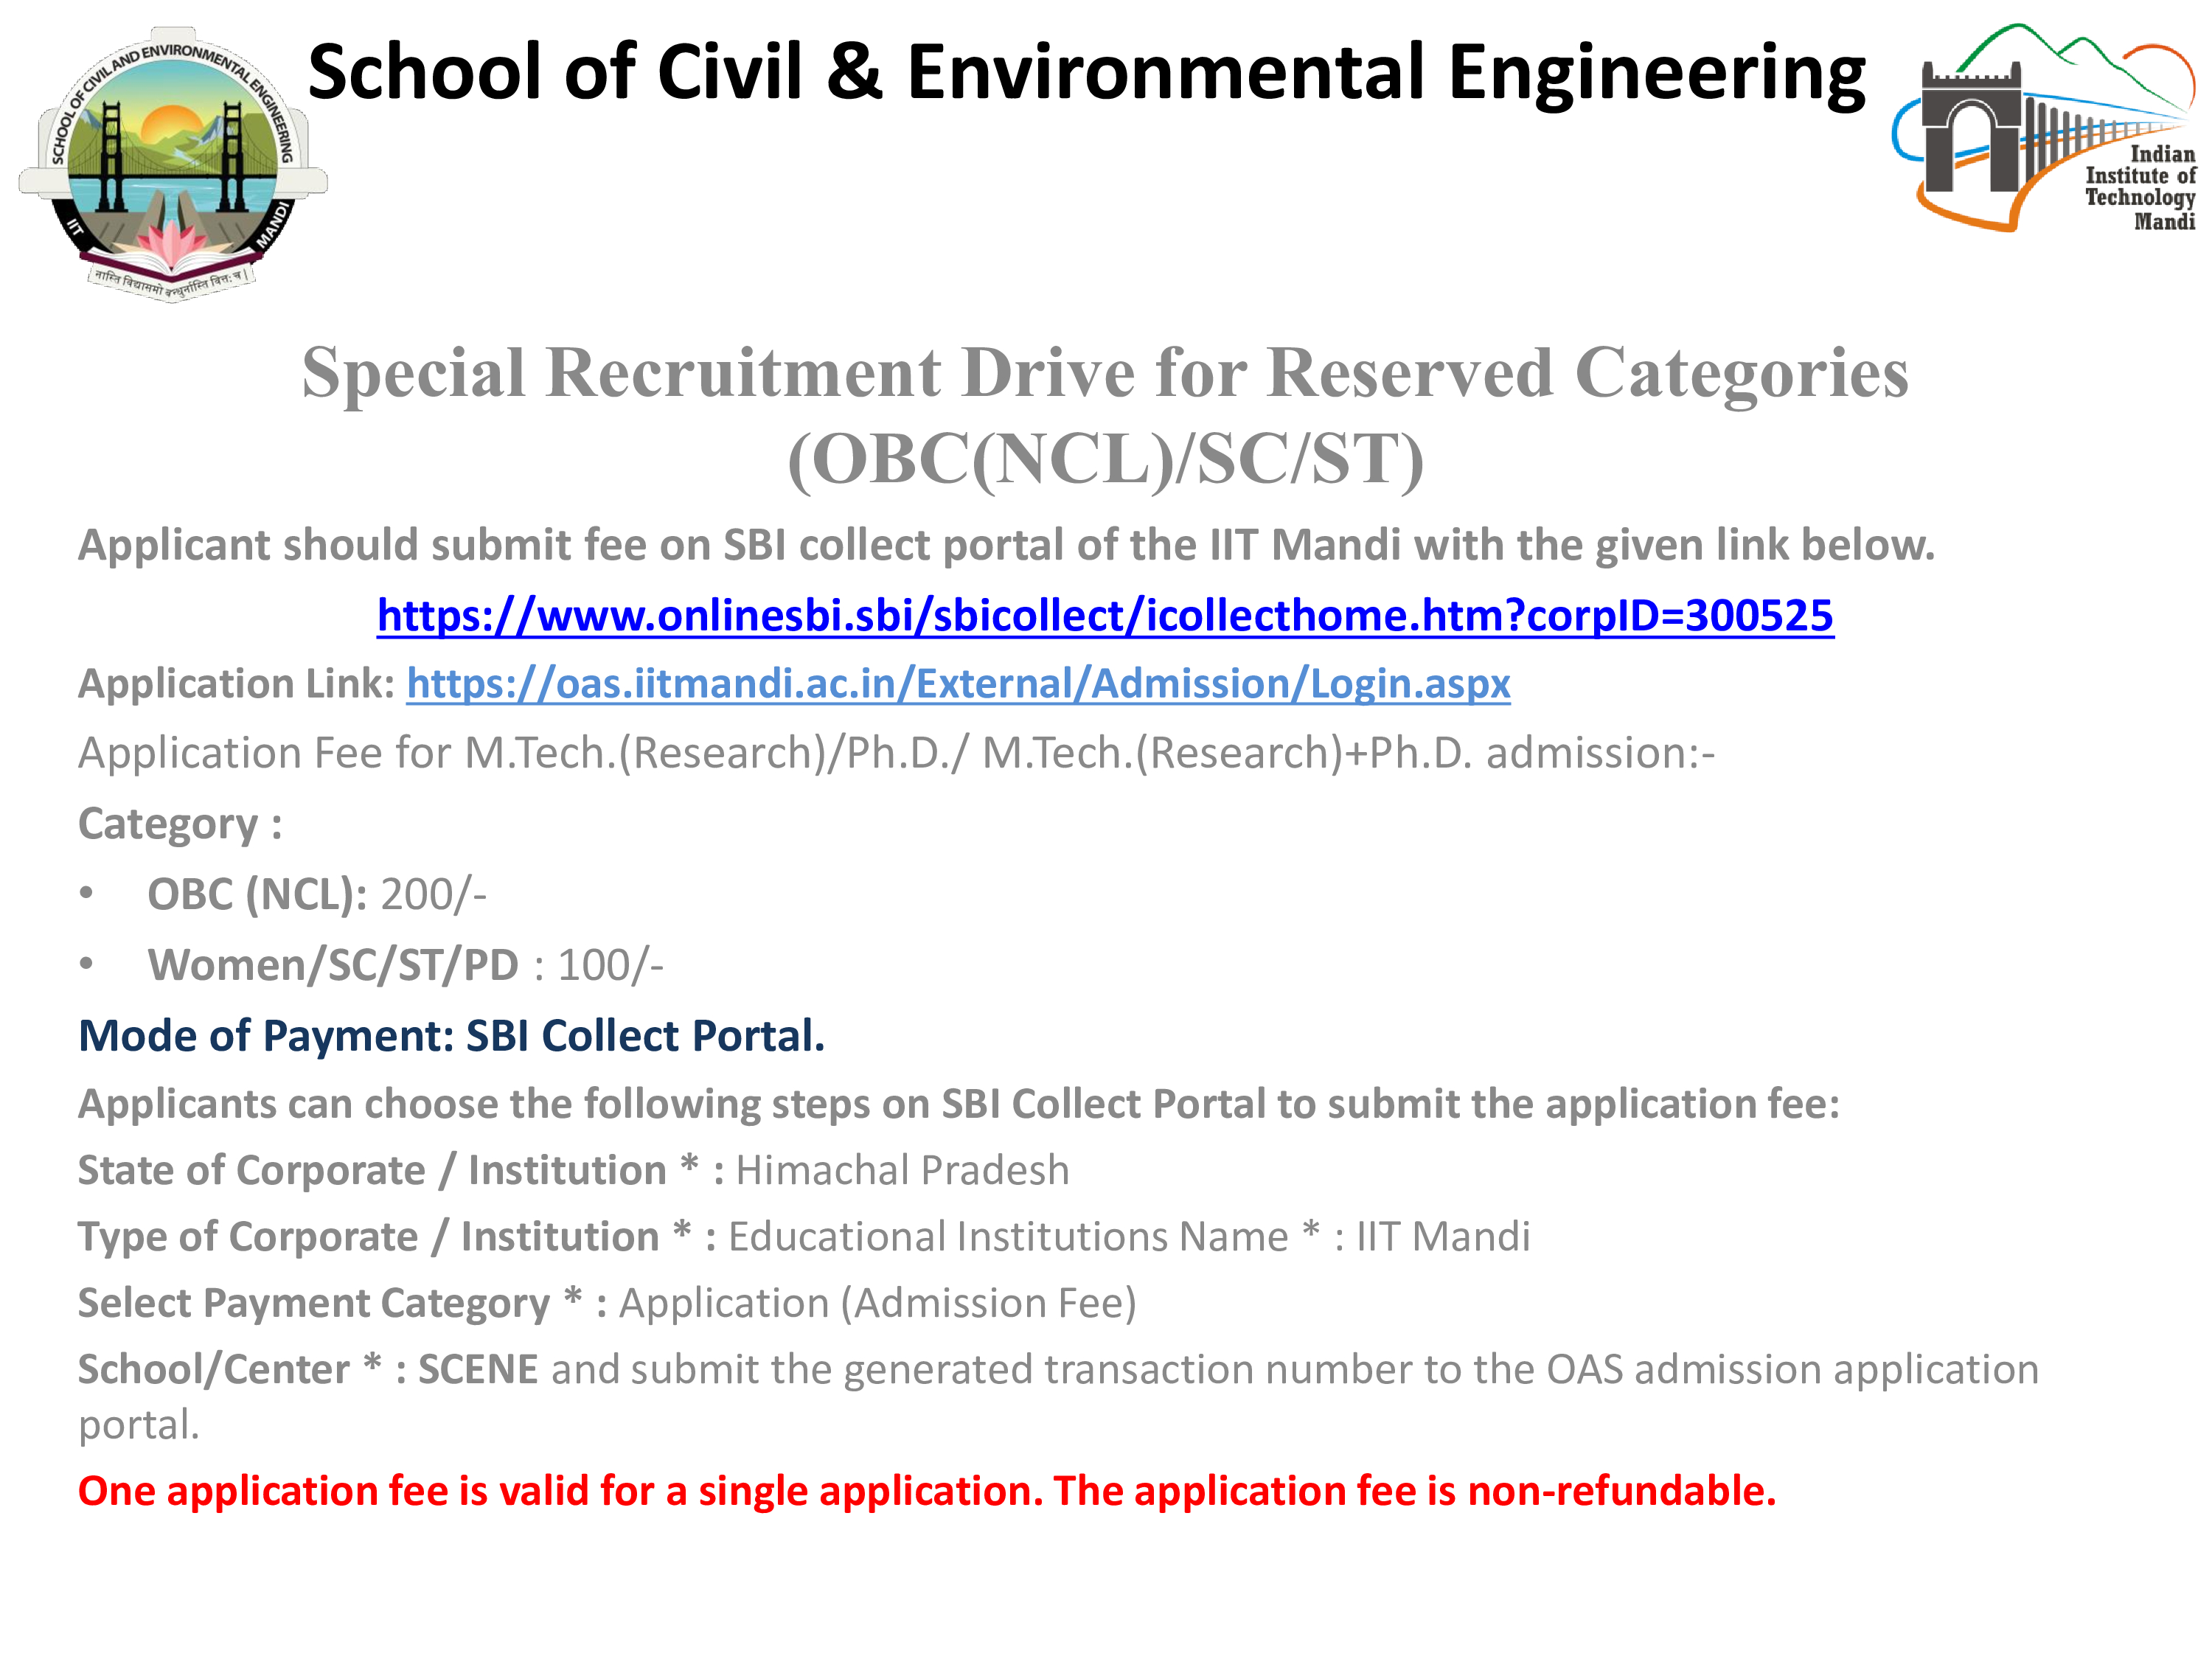 School of Civil & Environmental Engineering
SCHOOL OF CIVIL AND ENVIRONMENTAL ENGINEERING
IIT MANDI
नास्ति विद्यासमो बन्धुर्नास्ति वित्तः च।
Indian
Institute of
Technology
Mandi
Special Recruitment Drive for Reserved Categories
(OBC(NCL)/SC/ST)
Applicant should submit fee on SBI collect portal of the IIT Mandi with the given link below.
https://www.onlinesbi.sbi/sbicollect/icollecthome.htm?corpID=300525
Application Link: https://oas.iitmandi.ac.in/External/Admission/Login.aspx
Application Fee for M.Tech.(Research)/Ph.D./ M.Tech.(Research)+Ph.D. admission:-
Category :
• OBC (NCL): 200/-
• Women/SC/ST/PD : 100/-
Mode of Payment: SBI Collect Portal.
Applicants can choose the following steps on SBI Collect Portal to submit the application fee:
State of Corporate / Institution * : Himachal Pradesh
Type of Corporate / Institution * : Educational Institutions Name * : IIT Mandi
Select Payment Category * : Application (Admission Fee)
School/Center * : SCENE and submit the generated transaction number to the OAS admission application
portal.
One application fee is valid for a single application. The application fee is non-refundable.